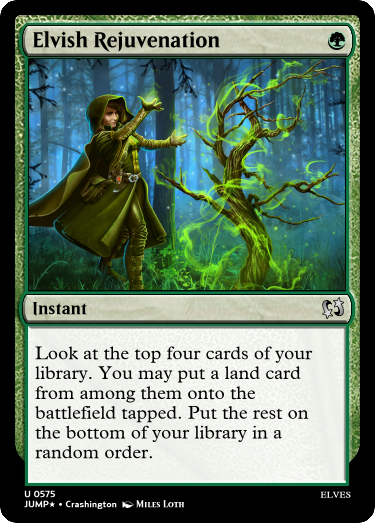 Elvish Rejuvenation
Instant
Look at the top four cards of your
library. You may put a land card
from among them onto the
battlefield tapped. Put the rest on
the bottom of your library in a
random order.
U 0575
ELVES
JUMP★ • Crashington Miles Loth